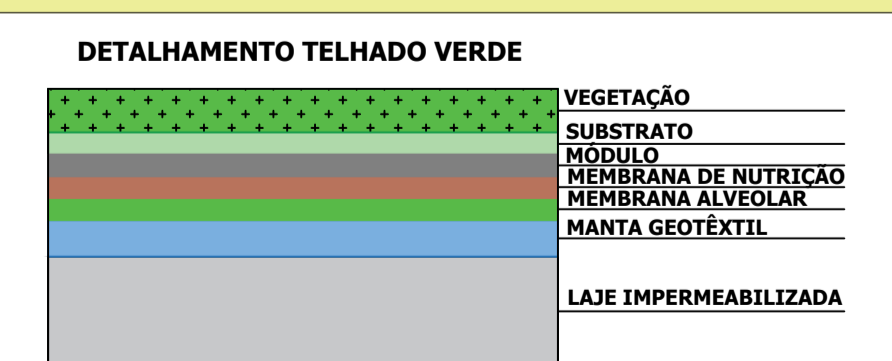 DETALHAMENTO TELHADO VERDE
VEGETAÇÃO
SUBSTRATO
MÓDULO
MEMBRANA DE NUTRIÇÃO
MEMBRANA ALVEOLAR
MANTA GEOTÊXTIL
LAJE IMPERMEABILIZADA